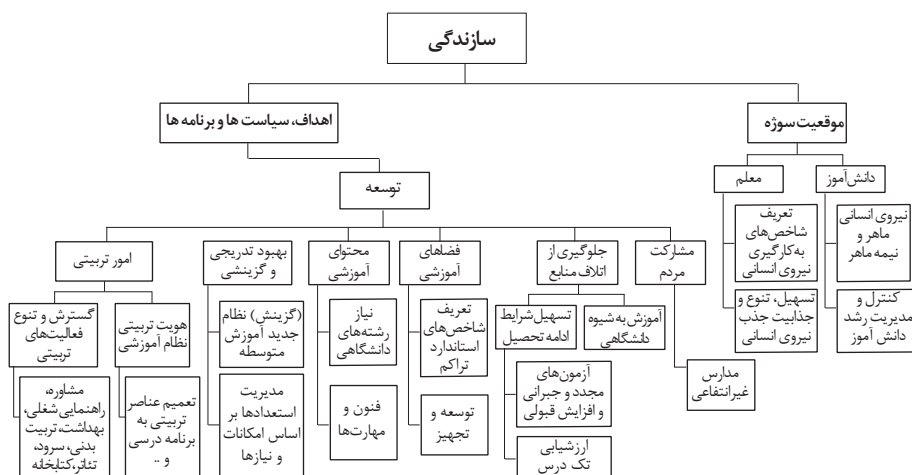 سازندگی
موقعیت سوژه
اهداف، سیاست ها و برنامه ها
دانش‌آموز
معلم
توسعه
نیروی انسانی
ماهر و
نیمه ماهر
کنترل و
مدیریت رشد
دانش آموز
تعریف
شاخص‌های
به‌کارگیری
نیروی انسانی
تسهیل، تنوع و
جذابیت جذب
نیروی انسانی
مشارکت
مردم
جلوگیری از
اتلاف منابع
فضاهای
آموزشی
محتوای
آموزشی
بهبود تدریجی
و گزینشی
امور تربیتی
مدارس
غیرانتفاعی
آموزش به شیوه
دانشگاهی
تسهیل شرایط
ادامه تحصیل
آزمون‌های
مجدد و جبرانی
و افزایش قبولی
ارزشیابی
تک درس
تعریف
شاخص‌های
استاندارد
تراکم
توسعه و
تجهیز
نیاز
رشته‌های
دانشگاهی
فنون و
مهارت‌ها
(گزینش) نظام
جدید آموزش
متوسطه
مدیریت
استعدادها بر
اساس امکانات
و نیازها
هویت تربیتی
نظام آموزشی
تعمیم عناصر
تربیتی به
برنامه درسی
و ..
گسترش و تنوع
فعالیت‌های
تربیتی
مشاوره،
راهنمایی شغلی،
بهداشت، تربیت
بدنی، سرود،
تئاتر، کتابخانه